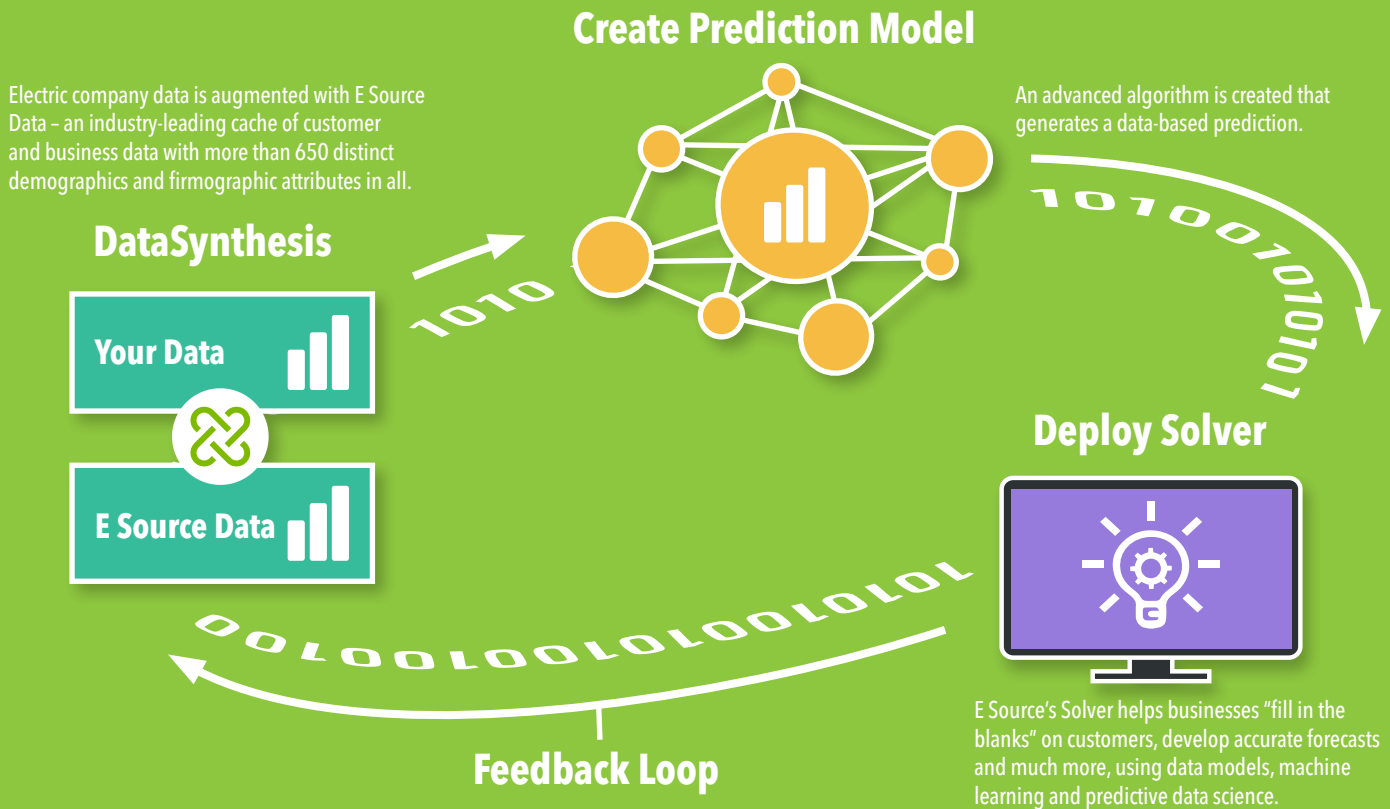 Create Prediction Model
Electric company data is augmented with E Source
Data – an industry-leading cache of customer
and business data with more than 650 distinct
demographics and firmographic attributes in all.
An advanced algorithm is created that
generates a data-based prediction.
DataSynthesis
Your Data
E Source Data
1010
10100101010101
Deploy Solver
E Source's Solver helps businesses "fill in the
blanks" on customers, develop accurate forecasts
and much more, using data models, machine
learning and predictive data science.
00100100101010010101
Feedback Loop